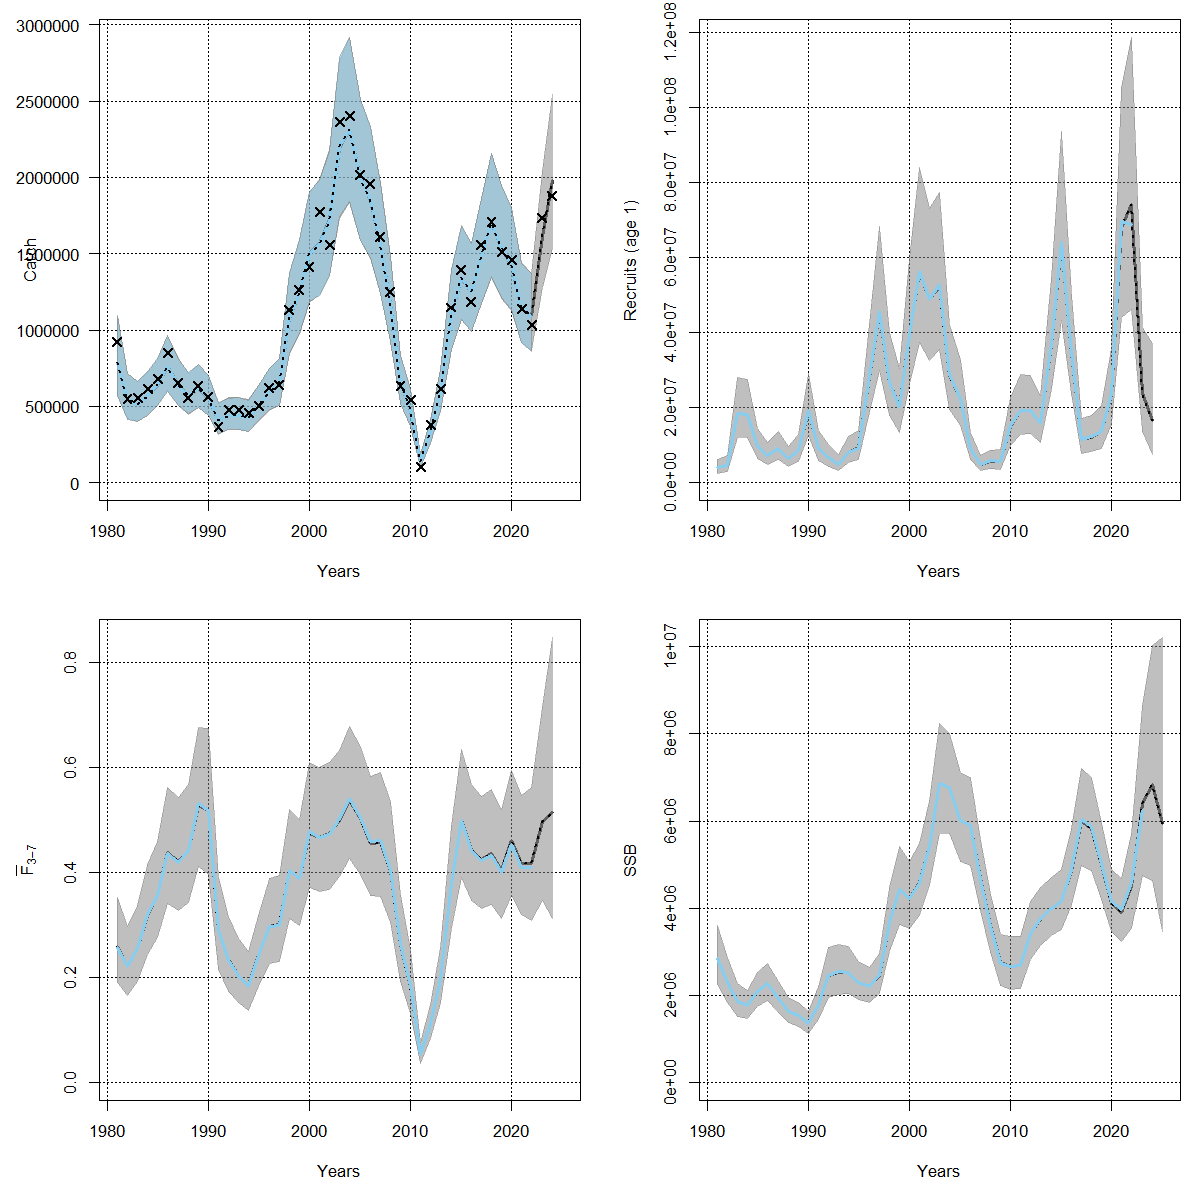 3000000
2500000
2000000
1500000
1000000
500000
0
Catch
1980 1990 2000 2010 2020
Years
1.2e+08
1.0e+08
8.0e+07
6.0e+07
4.0e+07
2.0e+07
0.0e+00
Recruits (age 1)
1980 1990 2000 2010 2020
Years
0.8
0.6
0.4
0.2
0.0
F̅3−7
1980 1990 2000 2010 2020
Years
1e+07
8e+06
6e+06
4e+06
2e+06
0e+00
SSB
1980 1990 2000 2010 2020
Years